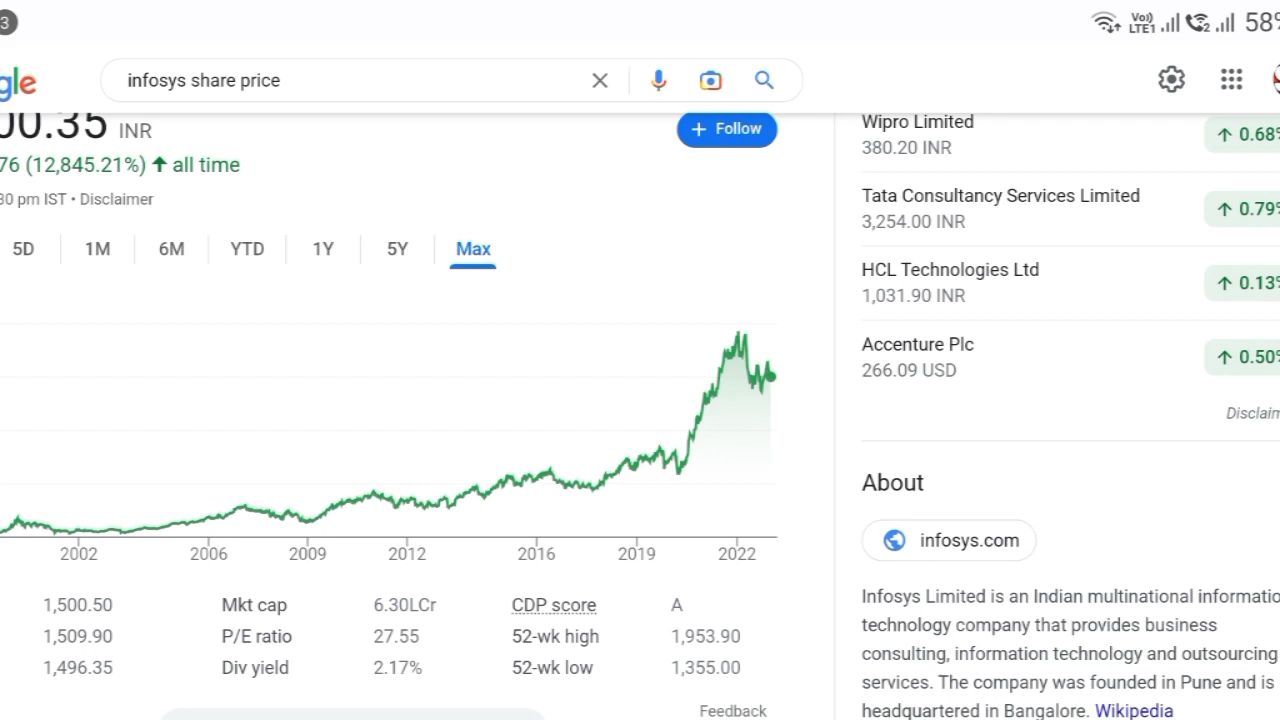 3
Vo)) LTE1 2 58%
gle
infosys share price
00.35 INR
+ Follow
76 (12,845.21%) ↑ all time
30 pm IST • Disclaimer
5D 1M 6M YTD 1Y 5Y Max
2002 2006 2009 2012 2016 2019 2022
1,500.50 Mkt cap 6.30LCr CDP score A
1,509.90 P/E ratio 27.55 52-wk high 1,953.90
1,496.35 Div yield 2.17% 52-wk low 1,355.00
Feedback
Wipro Limited
380.20 INR ↑ 0.68%
Tata Consultancy Services Limited
3,254.00 INR ↑ 0.79%
HCL Technologies Ltd
1,031.90 INR ↑ 0.13%
Accenture Plc
266.09 USD ↑ 0.50%
Disclaim
About
infosys.com
Infosys Limited is an Indian multinational informatio
technology company that provides business
consulting, information technology and outsourcing
services. The company was founded in Pune and is
headquartered in Bangalore. Wikipedia